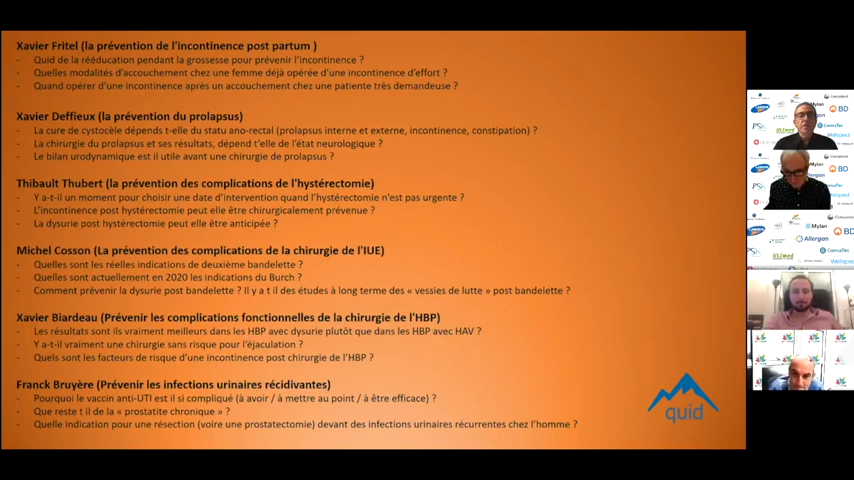 Xavier Fritel (la prévention de l'incontinence post partum )
- Quid de la rééducation pendant la grossesse pour prévenir l'incontinence ?
- Quelles modalités d'accouchement chez une femme déjà opérée d'une incontinence d'effort ?
- Quand opérer d'une incontinence après un accouchement chez une patiente très demandeuse ?
Xavier Deffieux (la prévention du prolapsus)
- La cure de cystocèle dépends t-elle du statu ano-rectal (prolapsus interne et externe, incontinence, constipation) ?
- La chirurgie du prolapsus et ses résultats, dépend t'elle de l'état neurologique ?
- Le bilan urodynamique est il utile avant une chirurgie de prolapsus ?
Thibault Thubert (la prévention des complications de l'hystérectomie)
- Y a-t-il un moment pour choisir une date d'intervention quand l'hystérectomie n'est pas urgente ?
- L'incontinence post hystérectomie peut elle être chirurgicalement prévenue ?
- La dysurie post hystérectomie peut elle être anticipée ?
Michel Cosson (La prévention des complications de la chirurgie de l'IUE)
- Quelles sont les réelles indications de deuxième bandelette ?
- Quelles sont actuellement en 2020 les indications du Burch ?
- Comment prévenir la dysurie post bandelette ? Il y a t il des études à long terme des « vessies de lutte » post bandelette ?
Xavier Biardeau (Prévenir les complications fonctionnelles de la chirurgie de l'HBP)
- Les résultats sont ils vraiment meilleurs dans les HBP avec dysurie plutôt que dans les HBP avec HAV ?
- Y a-t-il vraiment une chirurgie sans risque pour l'éjaculation ?
- Quels sont les facteurs de risque d'une incontinence post chirurgie de l'HBP ?
Franck Bruyère (Prévenir les infections urinaires récidivantes)
- Pourquoi le vaccin anti-UTI est il si compliqué (à avoir / à mettre au point / à être efficace) ?
- Que reste t il de la « prostatite chronique » ?
- Quelle indication pour une résection (voire une prostatectomie) devant des infections urinaires récurrentes chez l'homme ?
quid
Mylan
BD
Allergan
BD
Mylan
BD
Allergan